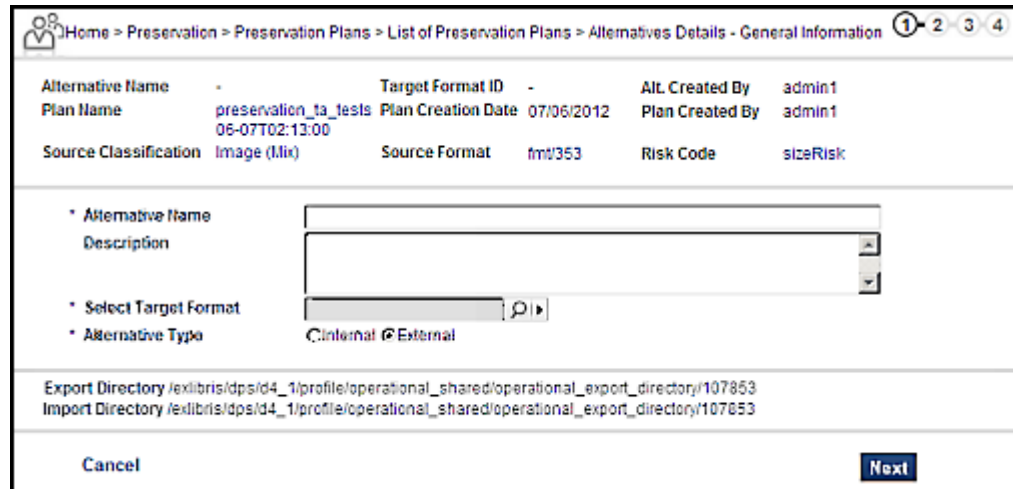 Home > Preservation > Preservation Plans > List of Preservation Plans > Alternatives Details - General Information 1 2 3 4
Alternative Name - Target Format ID - Alt. Created By admin1
Plan Name preservation_ta_tests Plan Creation Date 07/06/2012 Plan Created By admin1
06-07T02:13:00
Source Classification Image (Mix) Source Format fmt/353 Risk Code sizeRisk
* Alternative Name
Description
* Select Target Format
* Alternative Type Internal External
Export Directory /exlibris/dps/d4_1/profile/operational_shared/operational_export_directory/107853
Import Directory /exlibris/dps/d4_1/profile/operational_shared/operational_export_directory/107853
Cancel Next